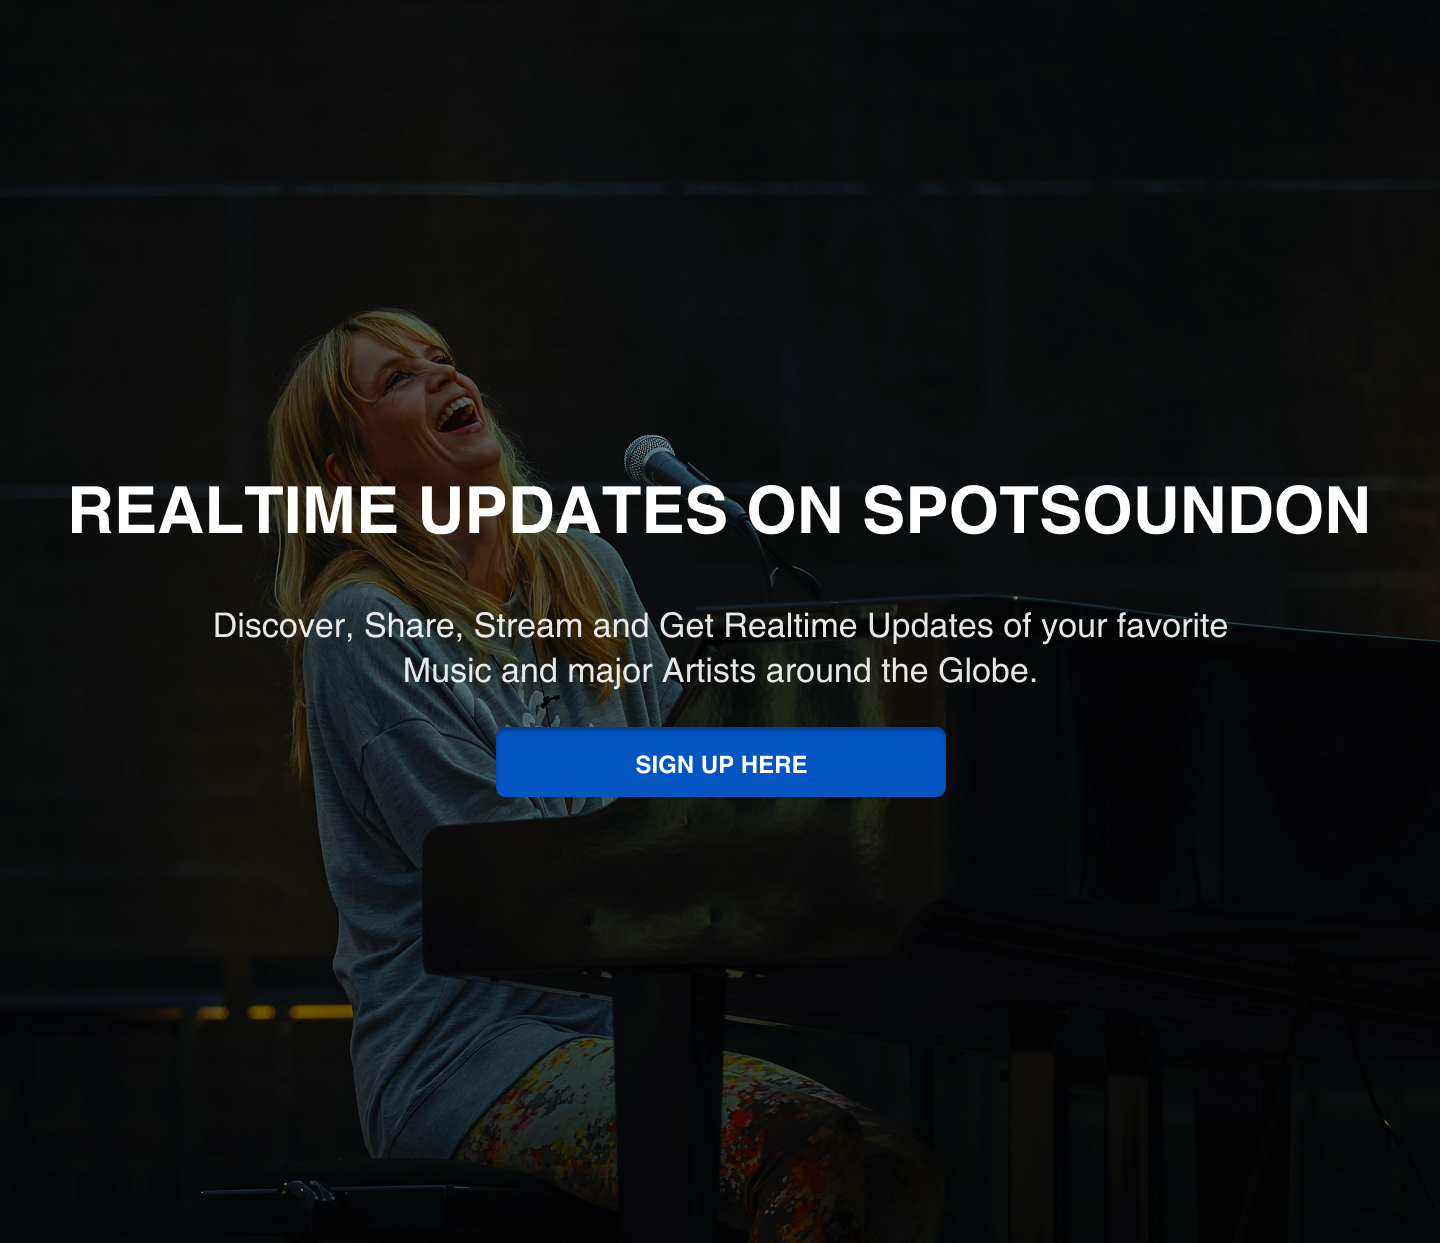 REALTIME UPDATES ON SPOTSOUNDON
Discover, Share, Stream and Get Realtime Updates of your favorite
Music and major Artists around the Globe.
SIGN UP HERE